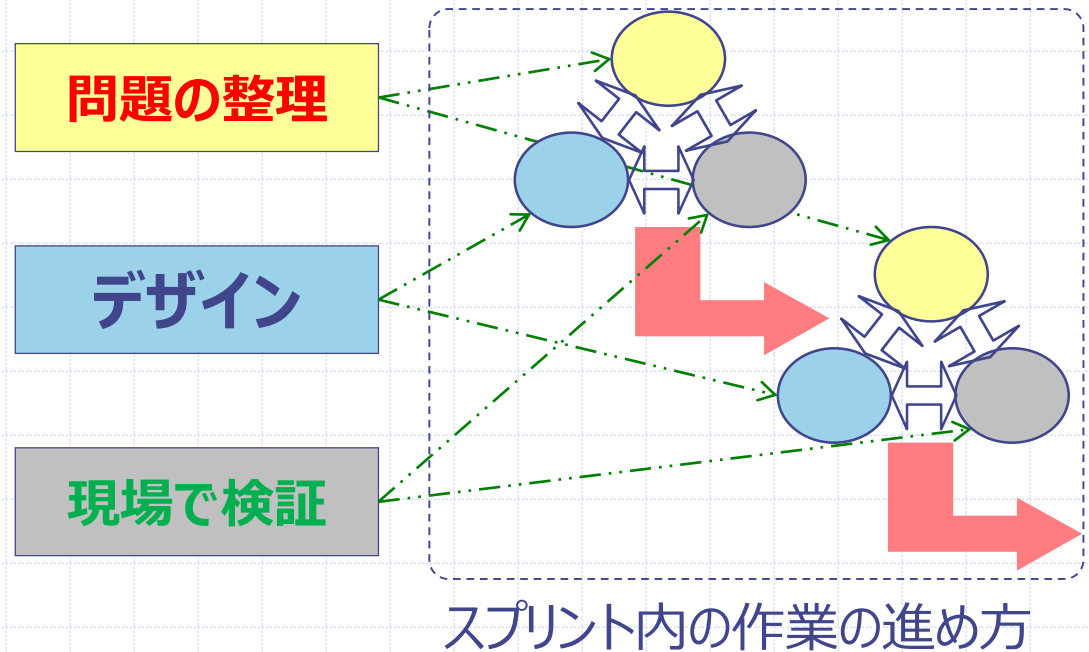 問題の整理
デザイン
現場で検証
スプリント内の作業の進め方